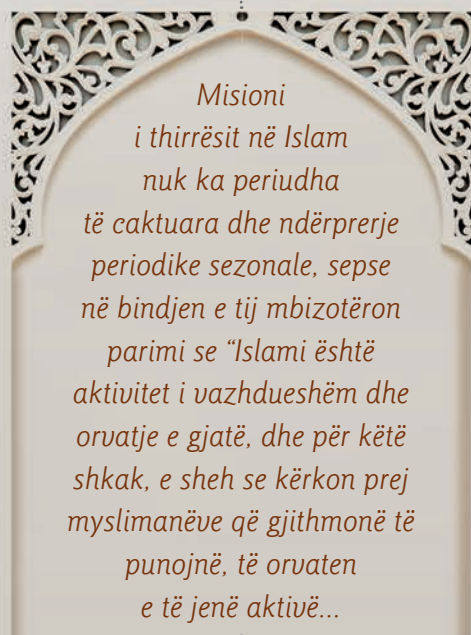 Misioni
i thirrësit në Islam
nuk ka periudha
të caktuara dhe ndërprerje
periodike sezonale, sepse
në bindjen e tij mbizotëron
parimi se “Islami është
aktivitet i vazhdueshëm dhe
orvatje e gjatë, dhe për këtë
shkak, e sheh se kërkon prej
myslimanëve që gjithmonë të
punojnë, të orvaten
e të jenë aktivë...